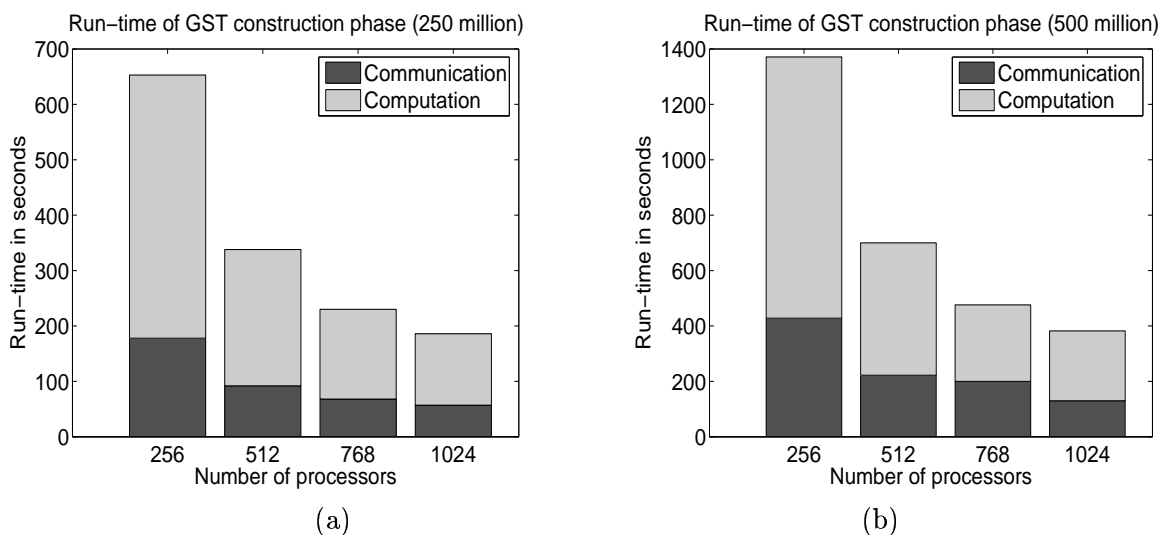 Run-time of GST construction phase (250 million)
700
600
500
400
300
200
100
0
Run-time in seconds
Communication
Computation
256 512 768 1024
Number of processors
(a)
Run-time of GST construction phase (500 million)
1400
1200
1000
800
600
400
200
0
Run-time in seconds
Communication
Computation
256 512 768 1024
Number of processors
(b)